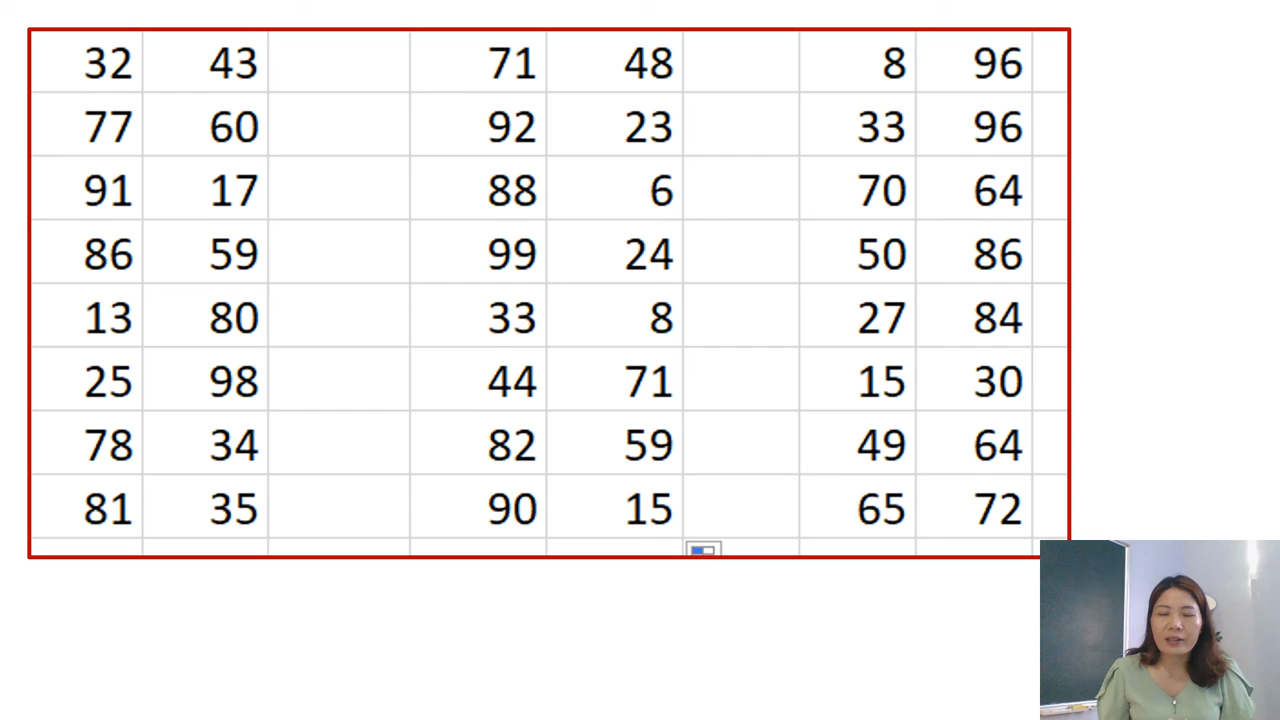 32 43 71 48 8 96
77 60 92 23 33 96
91 17 88 6 70 64
86 59 99 24 50 86
13 80 33 8 27 84
25 98 44 71 15 30
78 34 82 59 49 64
81 35 90 15 65 72